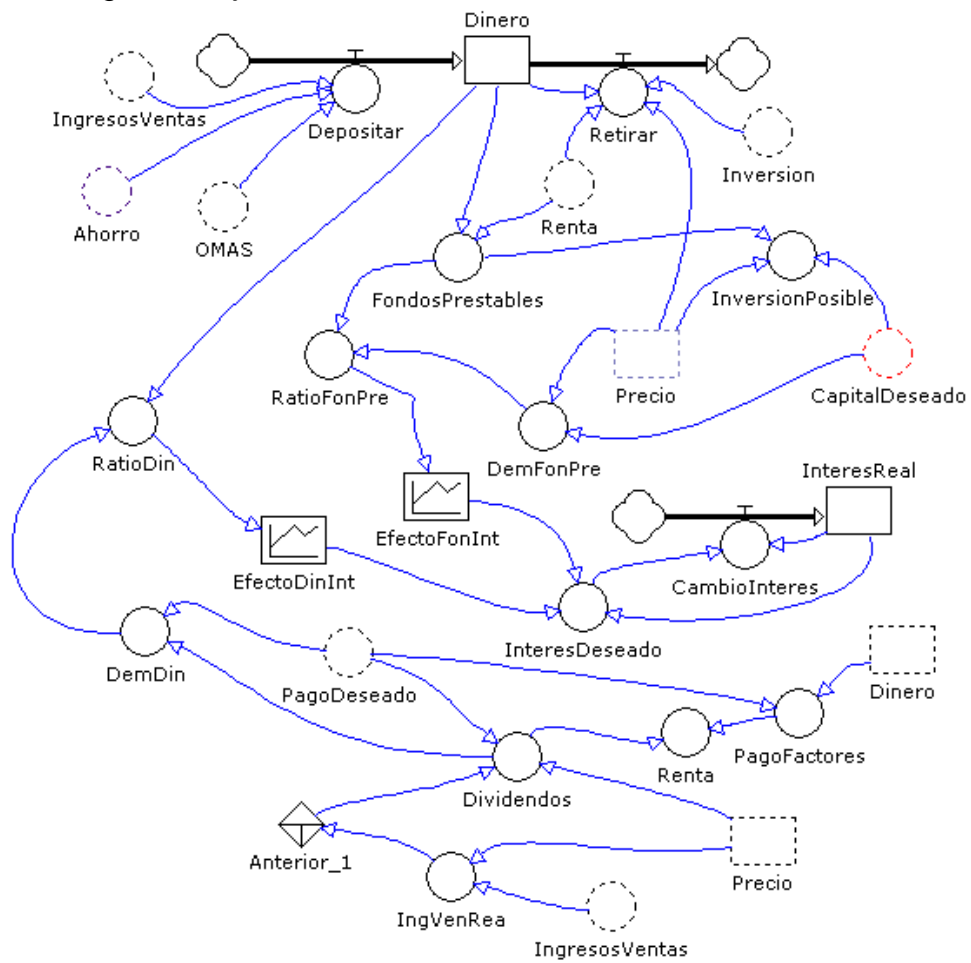 Dinero
IngresosVentas
Depositar
Retirar
Inversion
Ahorro
OMAS
Renta
FondosPrestables
InversionPosible
RatioFonPre
Precio
CapitalDeseado
RatioDin
DemFonPre
InteresReal
EfectoFonInt
EfectoDinInt
CambioInteres
InteresDeseado
DemDin
PagoDeseado
Dinero
Renta
PagoFactores
Dividendos
Anterior_1
Precio
IngVenRea
IngresosVentas